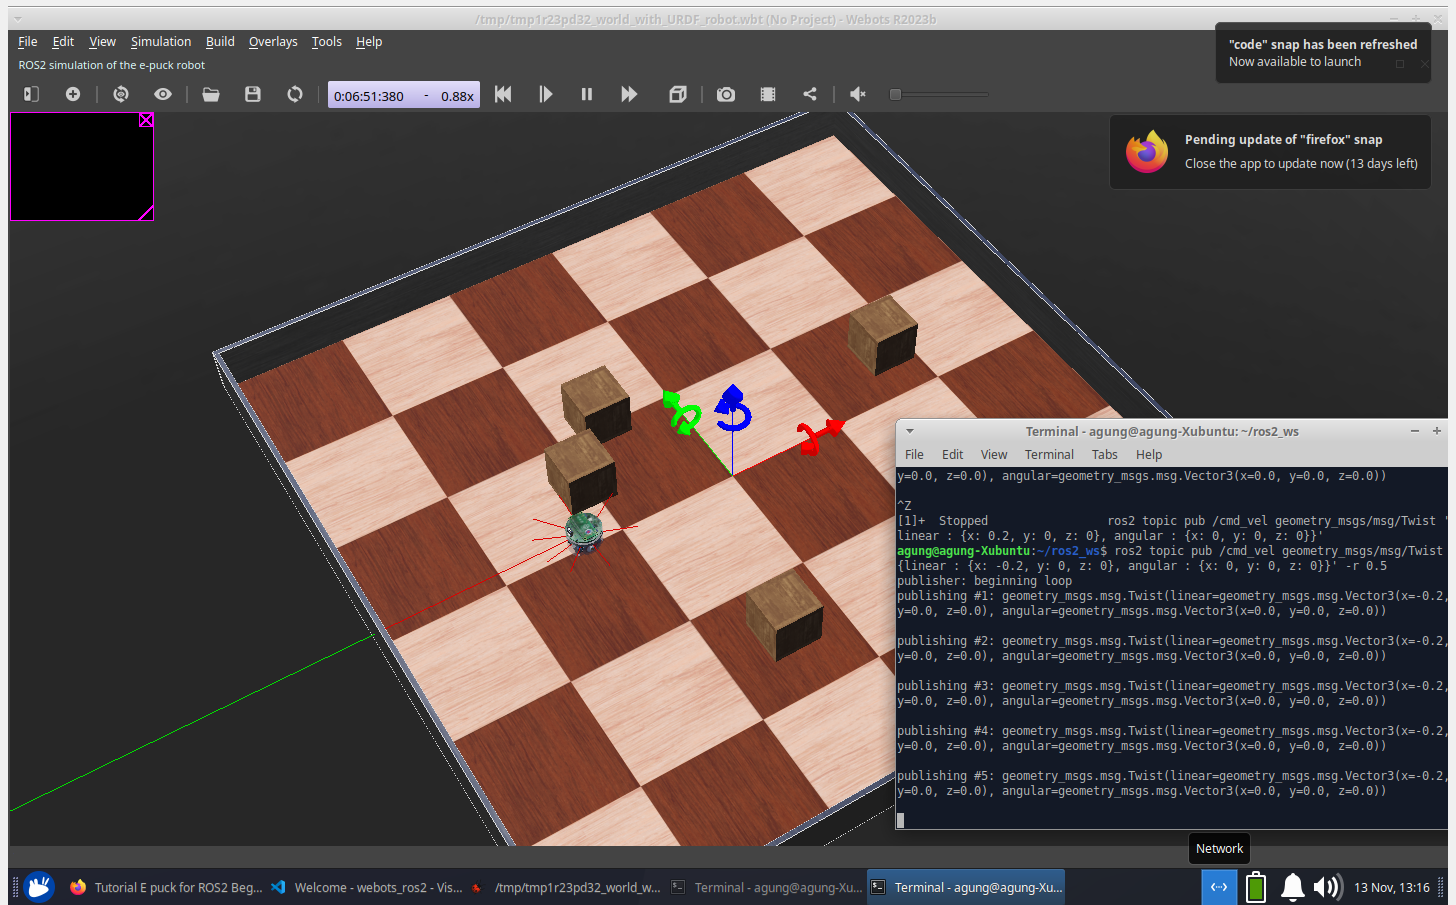 /tmp/tmp1r23pd32_world_with_URDF_robot.wbt (No Project) - Webots R2023b
File Edit View Simulation Build Overlays Tools Help
ROS2 simulation of the e-puck robot
0:06:51:380 - 0.88x
"code" snap has been refreshed
Now available to launch
Pending update of "firefox" snap
Close the app to update now (13 days left)
Terminal - agung@agung-Xubuntu: ~/ros2_ws
File Edit View Terminal Tabs Help
y=0.0, z=0.0), angular=geometry_msgs.msg.Vector3(x=0.0, y=0.0, z=0.0))
^Z
[1]+  Stopped                 ros2 topic pub /cmd_vel geometry_msgs/msg/Twist '
linear : {x: 0.2, y: 0, z: 0}, angular : {x: 0, y: 0, z: 0}}'
agung@agung-Xubuntu:~/ros2_ws$ ros2 topic pub /cmd_vel geometry_msgs/msg/Twist
{linear : {x: -0.2, y: 0, z: 0}, angular : {x: 0, y: 0, z: 0}}' -r 0.5
publisher: beginning loop
publishing #1: geometry_msgs.msg.Twist(linear=geometry_msgs.msg.Vector3(x=-0.2,
y=0.0, z=0.0), angular=geometry_msgs.msg.Vector3(x=0.0, y=0.0, z=0.0))
publishing #2: geometry_msgs.msg.Twist(linear=geometry_msgs.msg.Vector3(x=-0.2,
y=0.0, z=0.0), angular=geometry_msgs.msg.Vector3(x=0.0, y=0.0, z=0.0))
publishing #3: geometry_msgs.msg.Twist(linear=geometry_msgs.msg.Vector3(x=-0.2,
y=0.0, z=0.0), angular=geometry_msgs.msg.Vector3(x=0.0, y=0.0, z=0.0))
publishing #4: geometry_msgs.msg.Twist(linear=geometry_msgs.msg.Vector3(x=-0.2,
y=0.0, z=0.0), angular=geometry_msgs.msg.Vector3(x=0.0, y=0.0, z=0.0))
publishing #5: geometry_msgs.msg.Twist(linear=geometry_msgs.msg.Vector3(x=-0.2,
y=0.0, z=0.0), angular=geometry_msgs.msg.Vector3(x=0.0, y=0.0, z=0.0))
Network
Tutorial E puck for ROS2 Beg... Welcome - webots_ros2 - Vis... /tmp/tmp1r23pd32_world_w... Terminal - agung@agung-Xu... Terminal - agung@agung-Xu... 13 Nov, 13:16